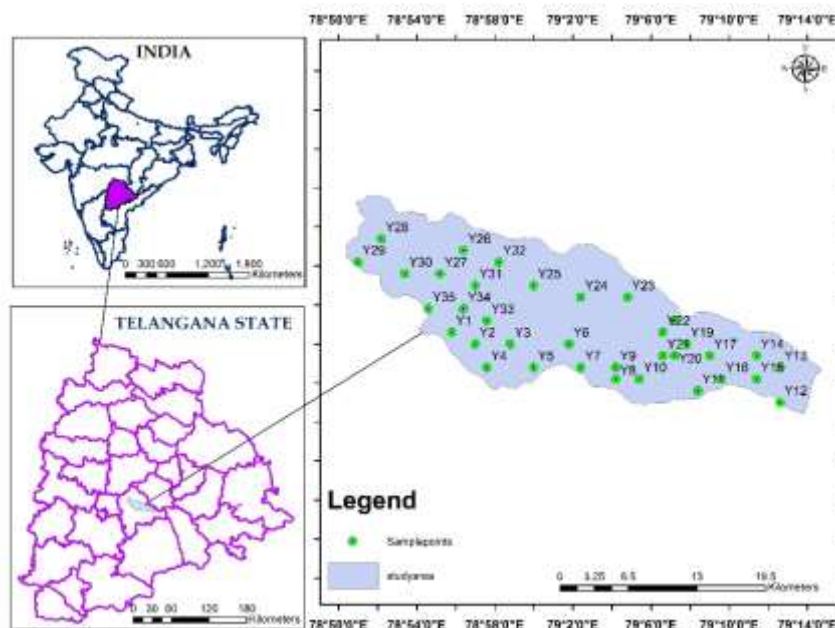 INDIA
0 300 600 1,200 1,800
Kilometers
TELANGANA STATE
0 30 60 120 180
Kilometers
78°50'0"E 78°54'0"E 78°58'0"E 79°2'0"E 79°6'0"E 79°10'0"E 79°14'0"E
N
Y28
Y26
Y29 Y32
Y30 Y27
Y31 Y25
Y24 Y23
Y35 Y34
Y33
Y1 Y22
Y2 Y3 Y6 Y19
Y17 Y14
Y4 Y5 Y7 Y9 Y20 Y13
Y8 Y10 Y16
Y12
Legend
Samplepoints
studyarea
0 3.25 6.5 13 19.5
Kilometers
78°50'0"E 78°54'0"E 78°58'0"E 79°2'0"E 79°6'0"E 79°10'0"E 79°14'0"E